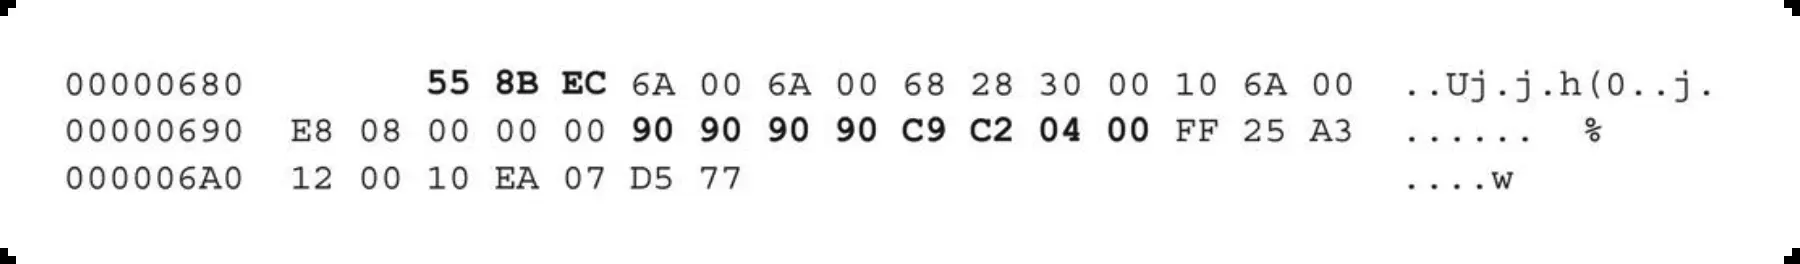 00000680 55 8B EC 6A 00 6A 00 68 28 30 00 10 6A 00 ..Uj.j.h(0..j.
00000690 E8 08 00 00 00 90 90 90 90 C9 C2 04 00 FF 25 A3 ...... %
000006A0 12 00 10 EA 07 D5 77 ....w